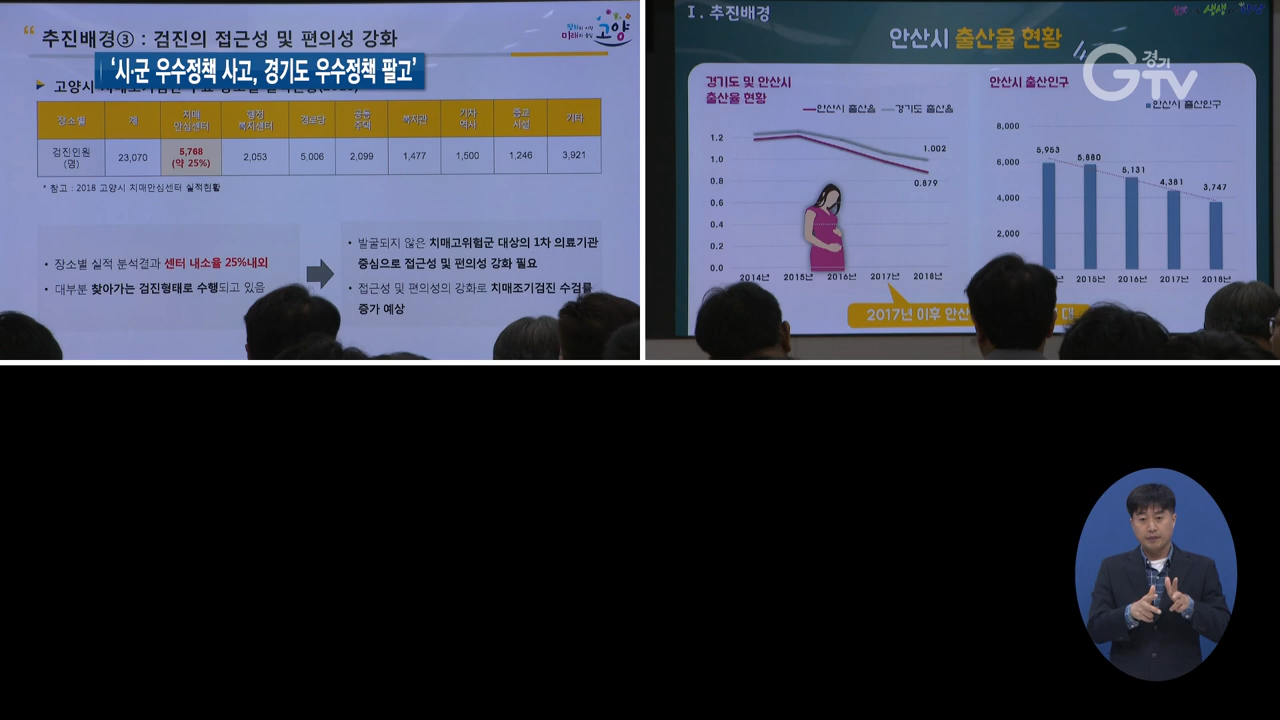 추진배경③ : 검진의 접근성 및 편의성 강화
고양
'시·군 우수정책 사고, 경기도 우수정책 팔고'
고양시
장소별 계 치매안심센터 행정복지센터 경로당 공동주택 복지관 기차역사 종교시설 기타
검진인원(명) 23,070 5,768 (약 25%) 2,053 5,006 2,099 1,477 1,500 1,246 3,921
* 참고 : 2018 고양시 치매안심센터 실적현황
• 장소별 실적 분석결과 센터 내소율 25%내외
• 대부분 찾아가는 검진형태로 수행되고 있음
• 발굴되지 않은 치매고위험군 대상의 1차 의료기관
중심으로 접근성 및 편의성 강화 필요
• 접근성 및 편의성의 강화로 치매조기검진 수검률
증가 예상
Ⅰ. 추진배경
안산시 출산율 현황
경기 GTV
경기도 및 안산시
출산율 현황
안산시 출산율 경기도 출산율
1.2
1.0
0.8
0.6
0.4
0.2
0.0
1.002
0.879
2014년 2015년 2016년 2017년 2018년
안산시 출산인구
안산시 출산인구
8,000
6,000
4,000
2,000
5,953 5,880 5,131 4,381 3,747
2015년 2016년 2017년 2018년
2017년 이후 안산